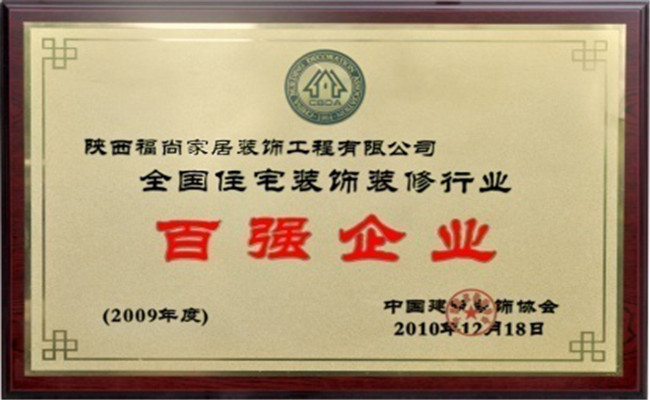 CBDA
陕西福尚家居装饰工程有限公司
全国住宅装饰装修行业
百强企业
(2009年度)
中国建筑装饰协会
2010年12月18日